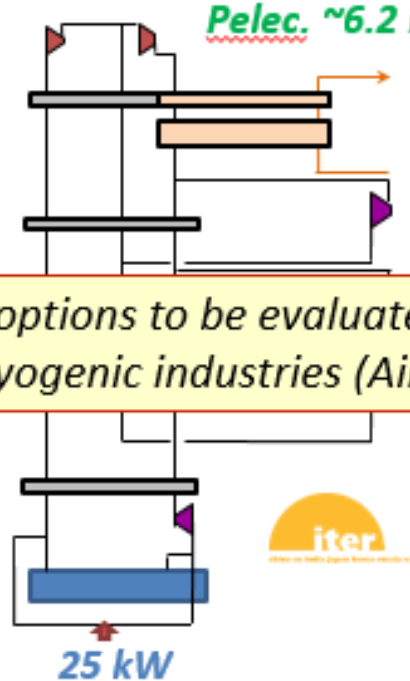 Pelec. ~6.2
options to be evaluate
yogenic industries (Ai
iter
25 kW